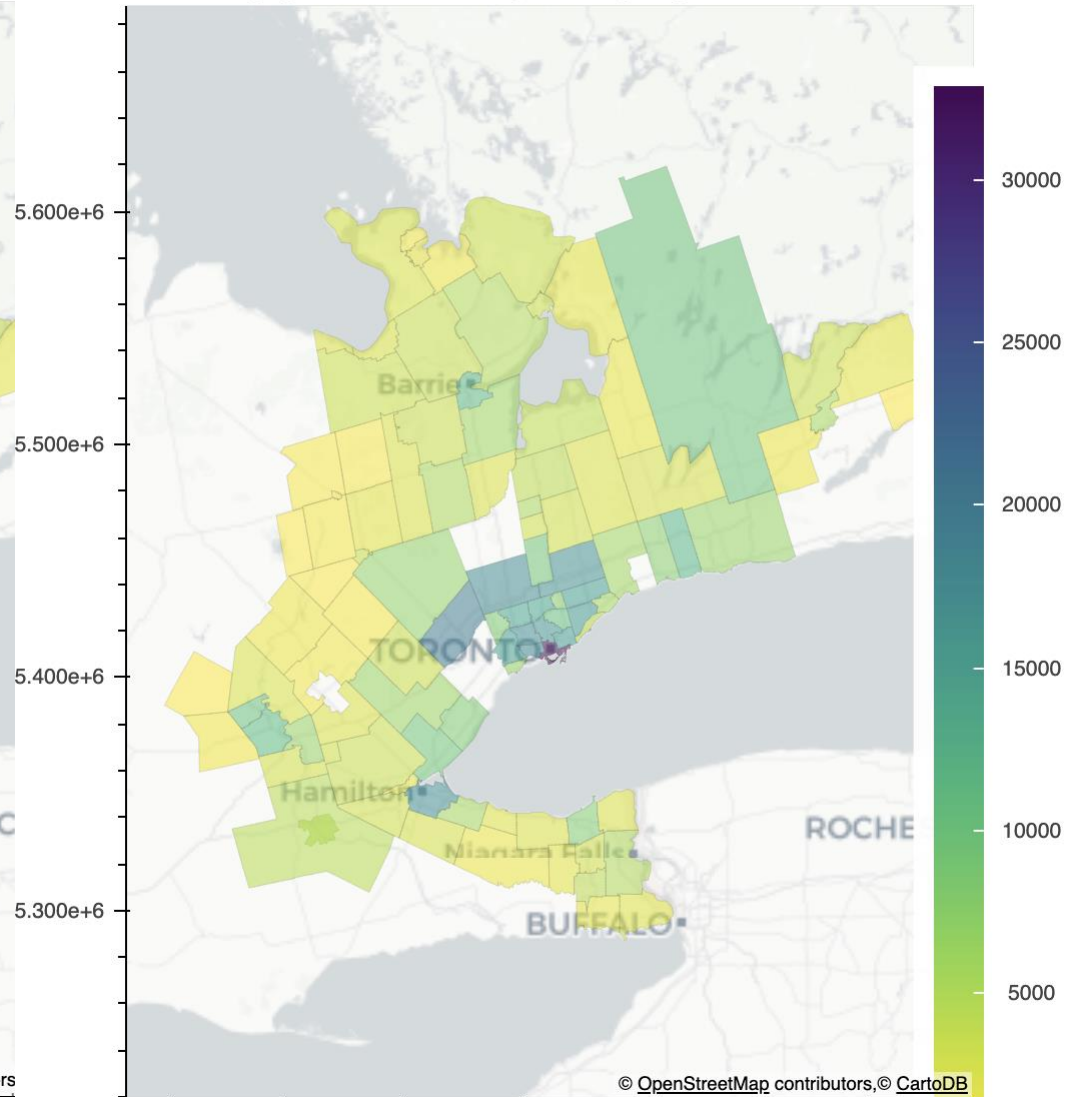 5.600e+6
30000
25000
Barrie
5.500e+6
20000
TORONTO
15000
5.400e+6
Hamilton
10000
ROCHE
Niagara Falls
5.300e+6
BUFFALO
5000
rs
© OpenStreetMap contributors,© CartoDB